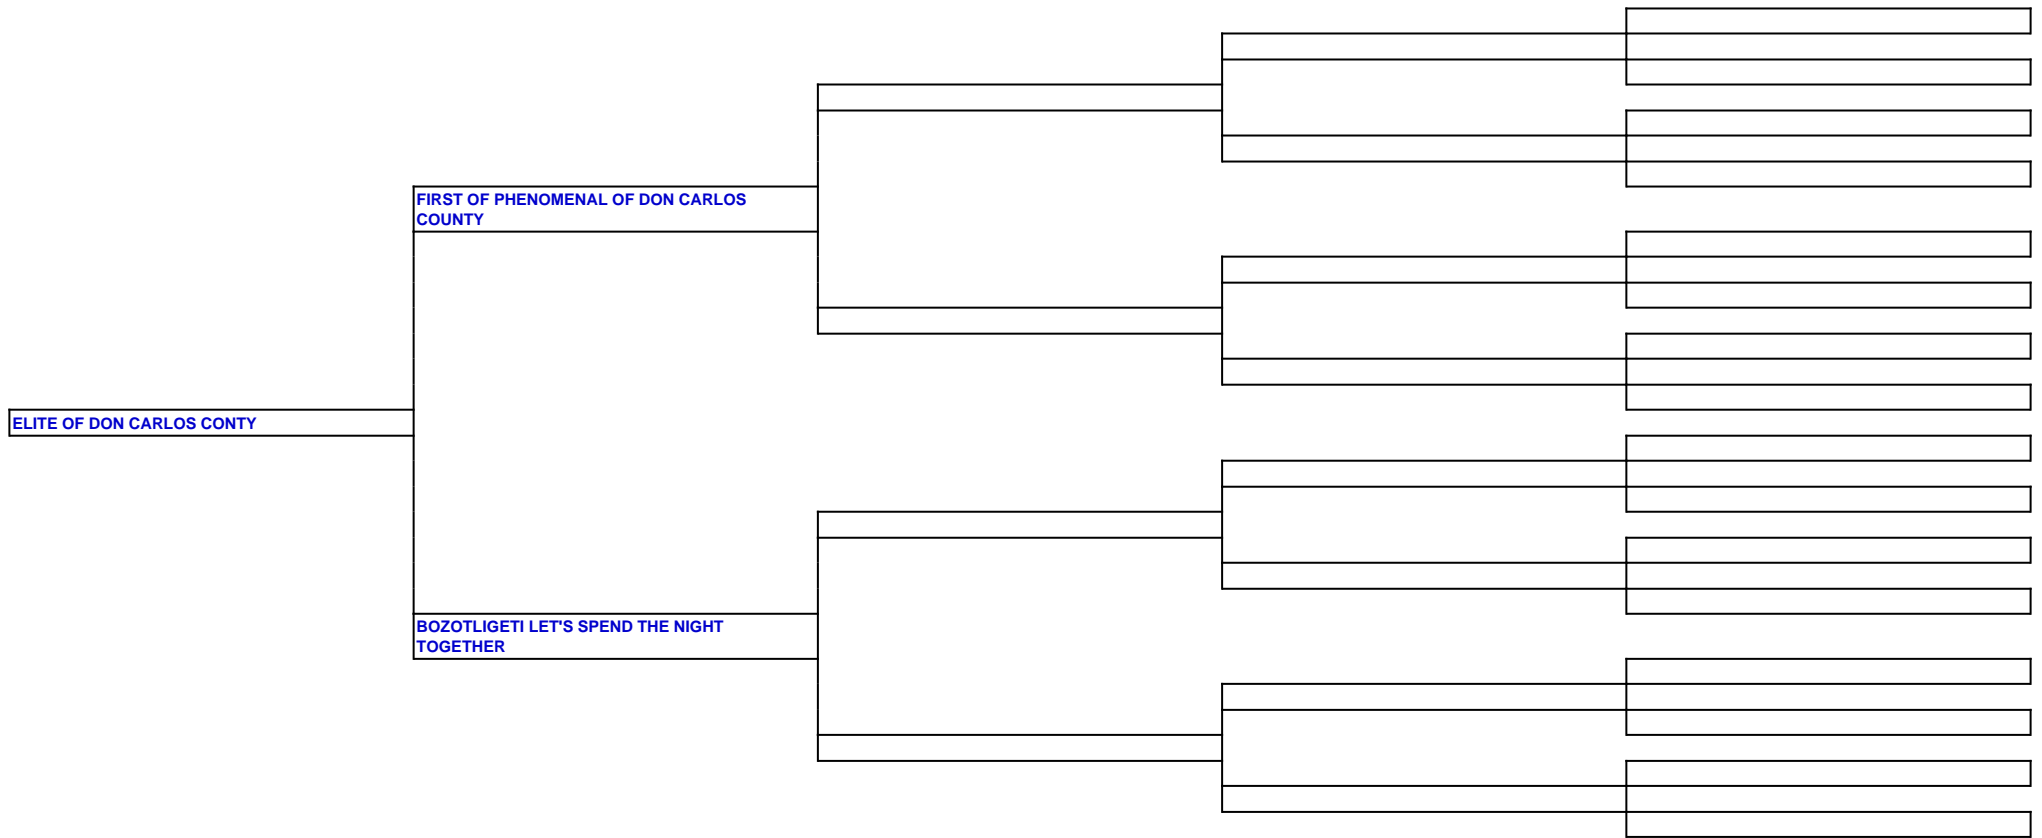 FIRST OF PHENOMENAL OF DON CARLOS
COUNTY
ELITE OF DON CARLOS CONTY
BOZOTLIGETI LET'S SPEND THE NIGHT
TOGETHER